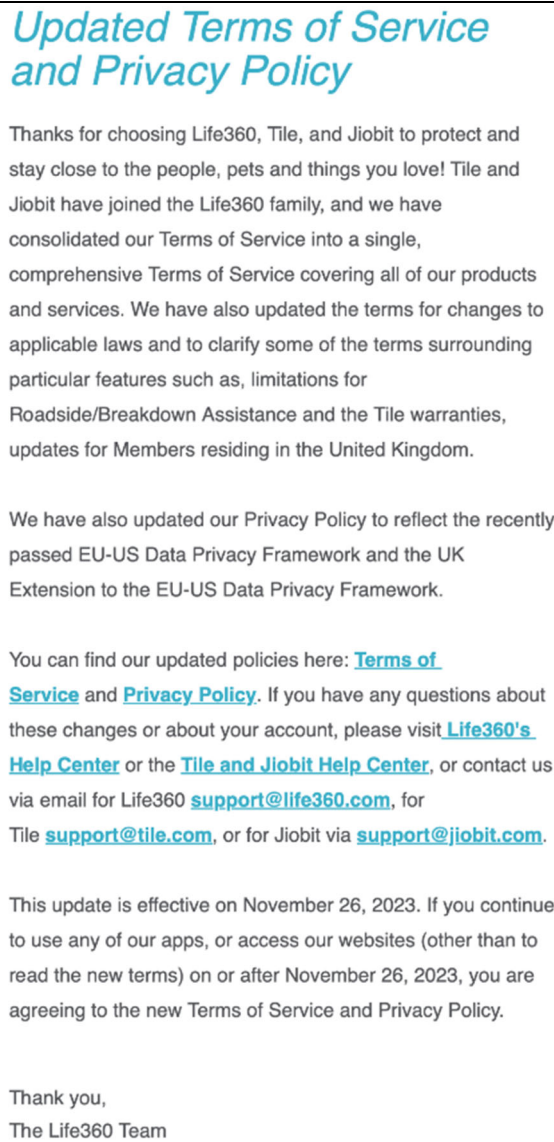 Updated Terms of Service
and Privacy Policy
Thanks for choosing Life360, Tile, and Jiobit to protect and
stay close to the people, pets and things you love! Tile and
Jiobit have joined the Life360 family, and we have
consolidated our Terms of Service into a single,
comprehensive Terms of Service covering all of our products
and services. We have also updated the terms for changes to
applicable laws and to clarify some of the terms surrounding
particular features such as, limitations for
Roadside/Breakdown Assistance and the Tile warranties,
updates for Members residing in the United Kingdom.
We have also updated our Privacy Policy to reflect the recently
passed EU-US Data Privacy Framework and the UK
Extension to the EU-US Data Privacy Framework.
You can find our updated policies here: Terms of
Service and Privacy Policy. If you have any questions about
these changes or about your account, please visit Life360's
Help Center or the Tile and Jiobit Help Center, or contact us
via email for Life360 support@life360.com, for
Tile support@tile.com, or for Jiobit via support@jiobit.com.
This update is effective on November 26, 2023. If you continue
to use any of our apps, or access our websites (other than to
read the new terms) on or after November 26, 2023, you are
agreeing to the new Terms of Service and Privacy Policy.
Thank you,
The Life360 Team